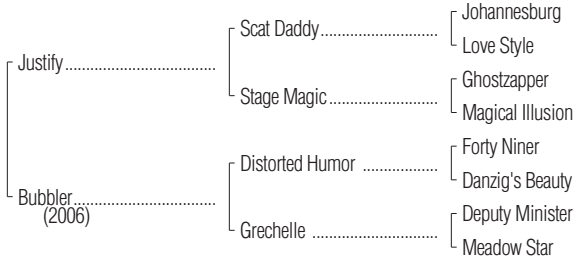 Johannesburg
Scat Daddy
Love Style
Justify
Ghostzapper
Stage Magic
Magical Illusion
Forty Niner
Distorted Humor
Danzig's Beauty
Bubbler
(2006)
Deputy Minister
Grechelle
Meadow Star